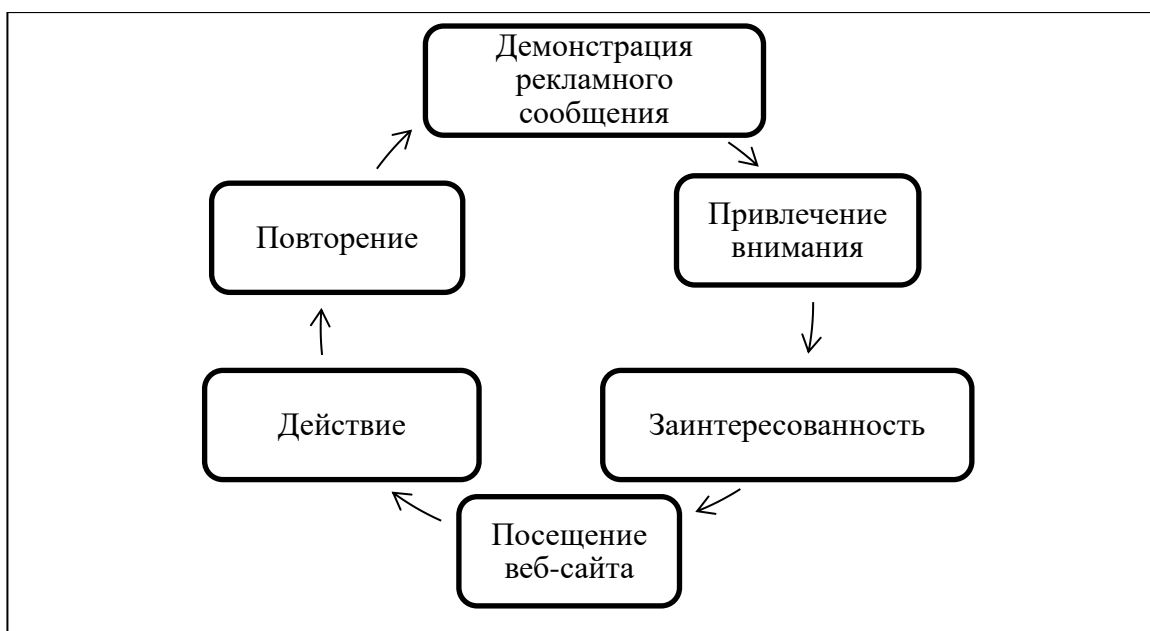 Демонстрация
рекламного
сообщения
Привлечение
внимания
Заинтересованность
Посещение
веб-сайта
Действие
Повторение